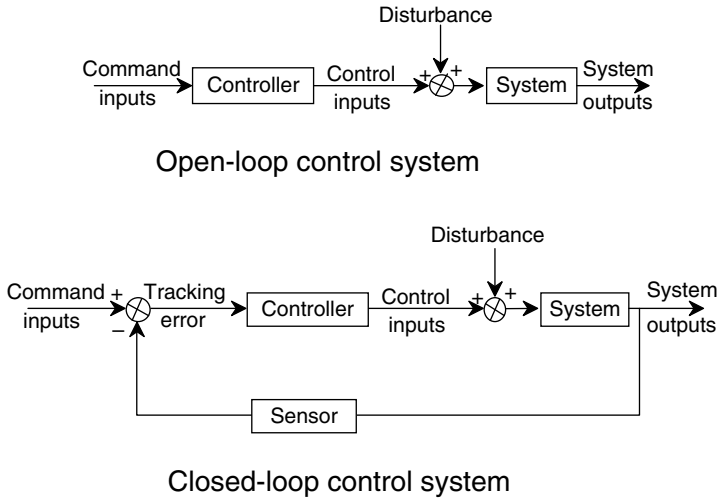 Disturbance
Command inputs
Controller
Control inputs
+ +
System
System outputs
Open-loop control system
Disturbance
Command inputs
+
−
Tracking error
Controller
Control inputs
+ +
System
System outputs
Sensor
Closed-loop control system